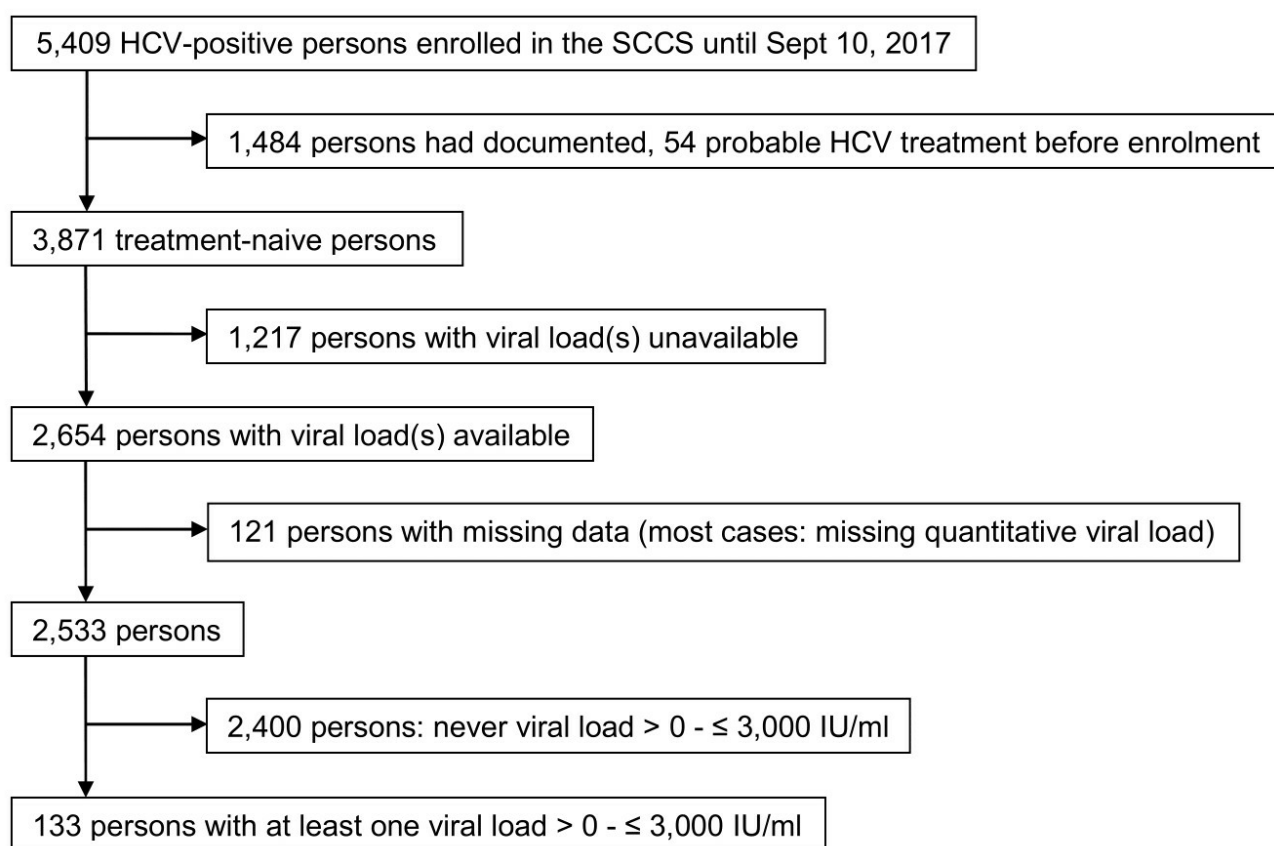 5,409 HCV-positive persons enrolled in the SCCS until Sept 10, 2017
1,484 persons had documented, 54 probable HCV treatment before enrolment
3,871 treatment-naive persons
1,217 persons with viral load(s) unavailable
2,654 persons with viral load(s) available
121 persons with missing data (most cases: missing quantitative viral load)
2,533 persons
2,400 persons: never viral load > 0 - ≤ 3,000 IU/ml
133 persons with at least one viral load > 0 - ≤ 3,000 IU/ml